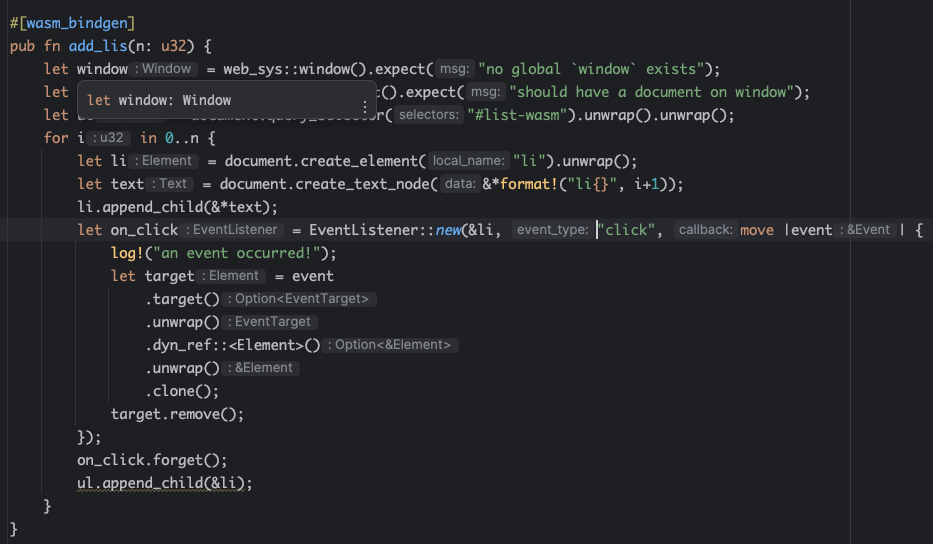 #[wasm_bindgen]
pub fn add_lis(n: u32) {
let window : Window = web_sys::window().expect( msg: "no global `window` exists");
let ().expect( msg: "should have a document on window");
let window: Window
let selectors: "#list-wasm").unwrap().unwrap();
for i : u32 in 0..n {
let li : Element = document.create_element( local_name: "li").unwrap();
let text : Text = document.create_text_node( data: &*format!("li{}", i+1));
li.append_child(&*text);
let on_click : EventListener = EventListener::new(&li, event_type: "click", callback: move |event : &Event | {
log!("an event occurred!");
let target : Element = event
.target() : Option<EventTarget>
.unwrap() : EventTarget
.dyn_ref::<Element>() : Option<&Element>
.unwrap() : &Element
.clone();
target.remove();
});
on_click.forget();
ul.append_child(&li);
}
}